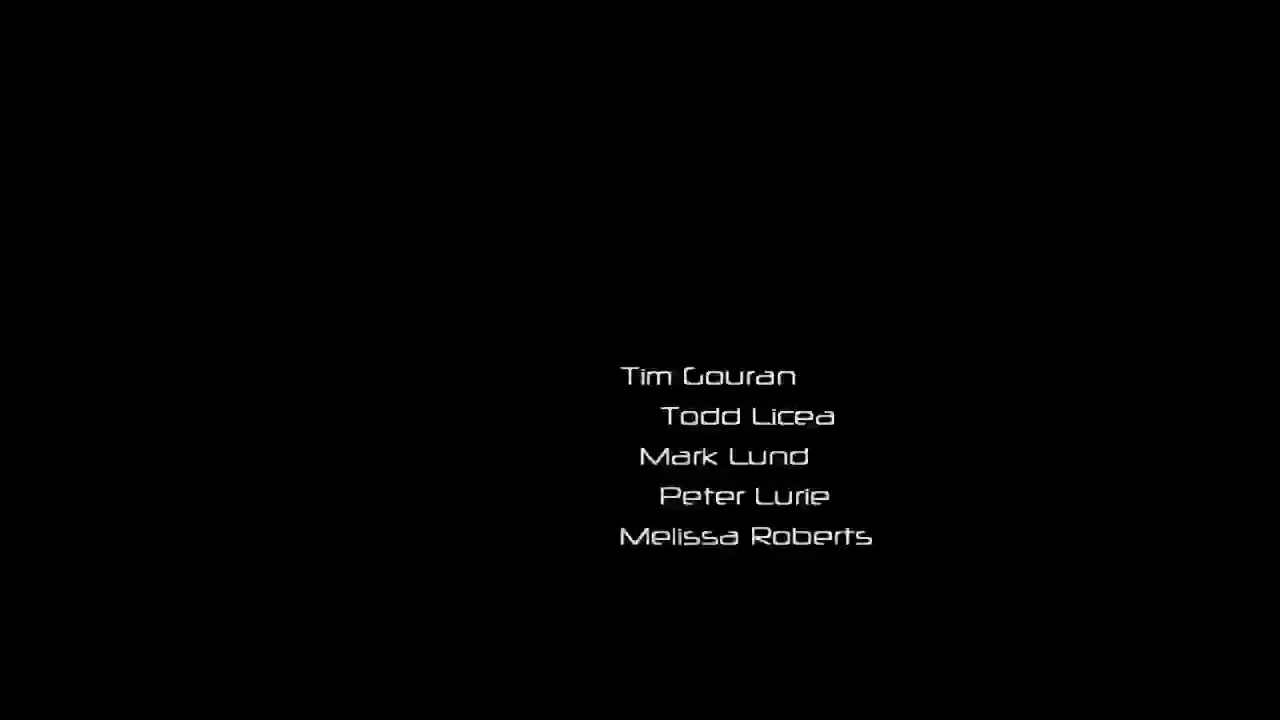 Tim Gouran
Todd Licea
Mark Lund
Peter Lurie
Melissa Roberts